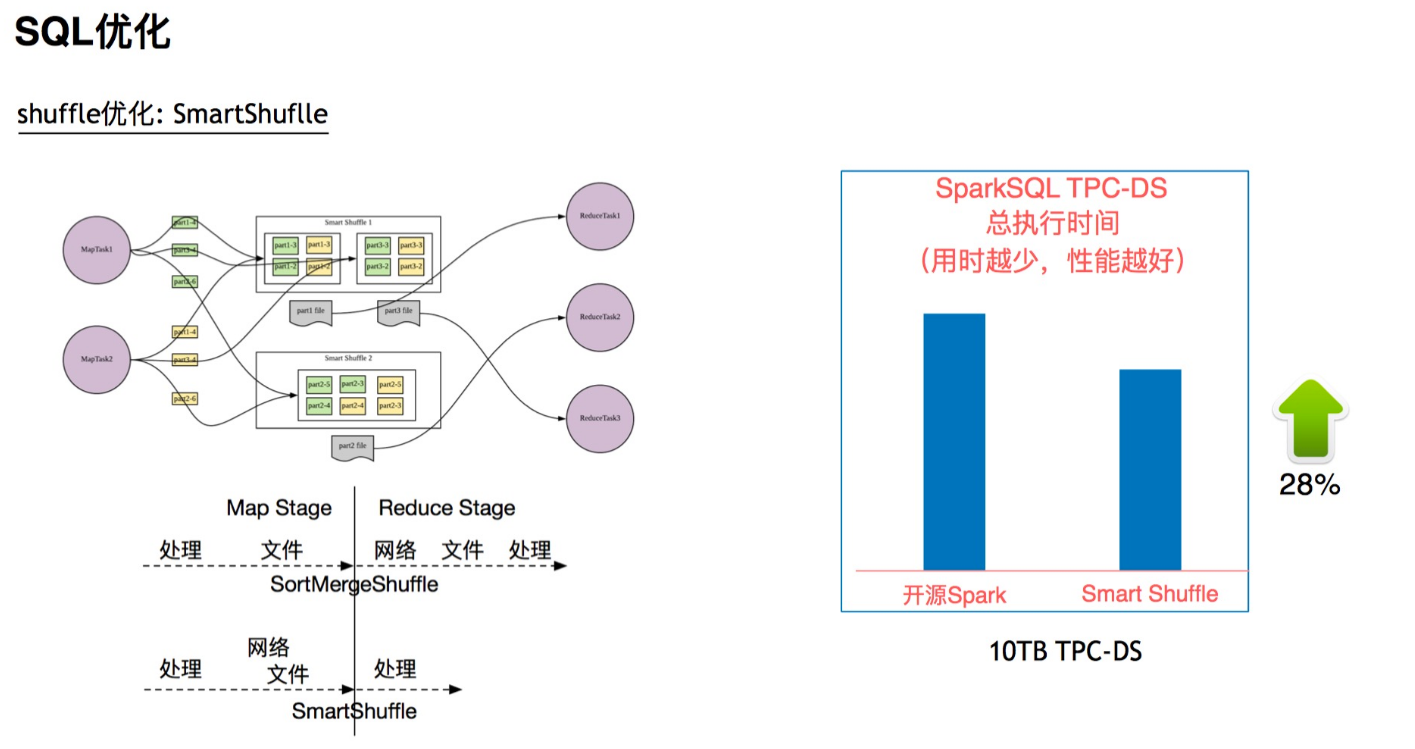 SQL优化
shuffle优化: SmartShuflle
MapTask1
MapTask2
part1-4
part3-4
part2-6
part1-4
part3-4
part2-6
Smart Shuffle 1
part1-3 part1-3 part3-3 part3-3
part1-2 part1-2 part3-2 part3-2
part1 file part3 file
Smart Shuffle 2
part2-5 part2-3 part2-5
part2-4 part2-4 part2-3
part2 file
ReduceTask1
ReduceTask2
ReduceTask3
Map Stage Reduce Stage
处理 文件 网络 文件 处理
SortMergeShuffle
网络
处理 文件 处理
SmartShuffle
SparkSQL TPC-DS
总执行时间
（用时越少，性能越好）
开源Spark Smart Shuffle
28%
10TB TPC-DS